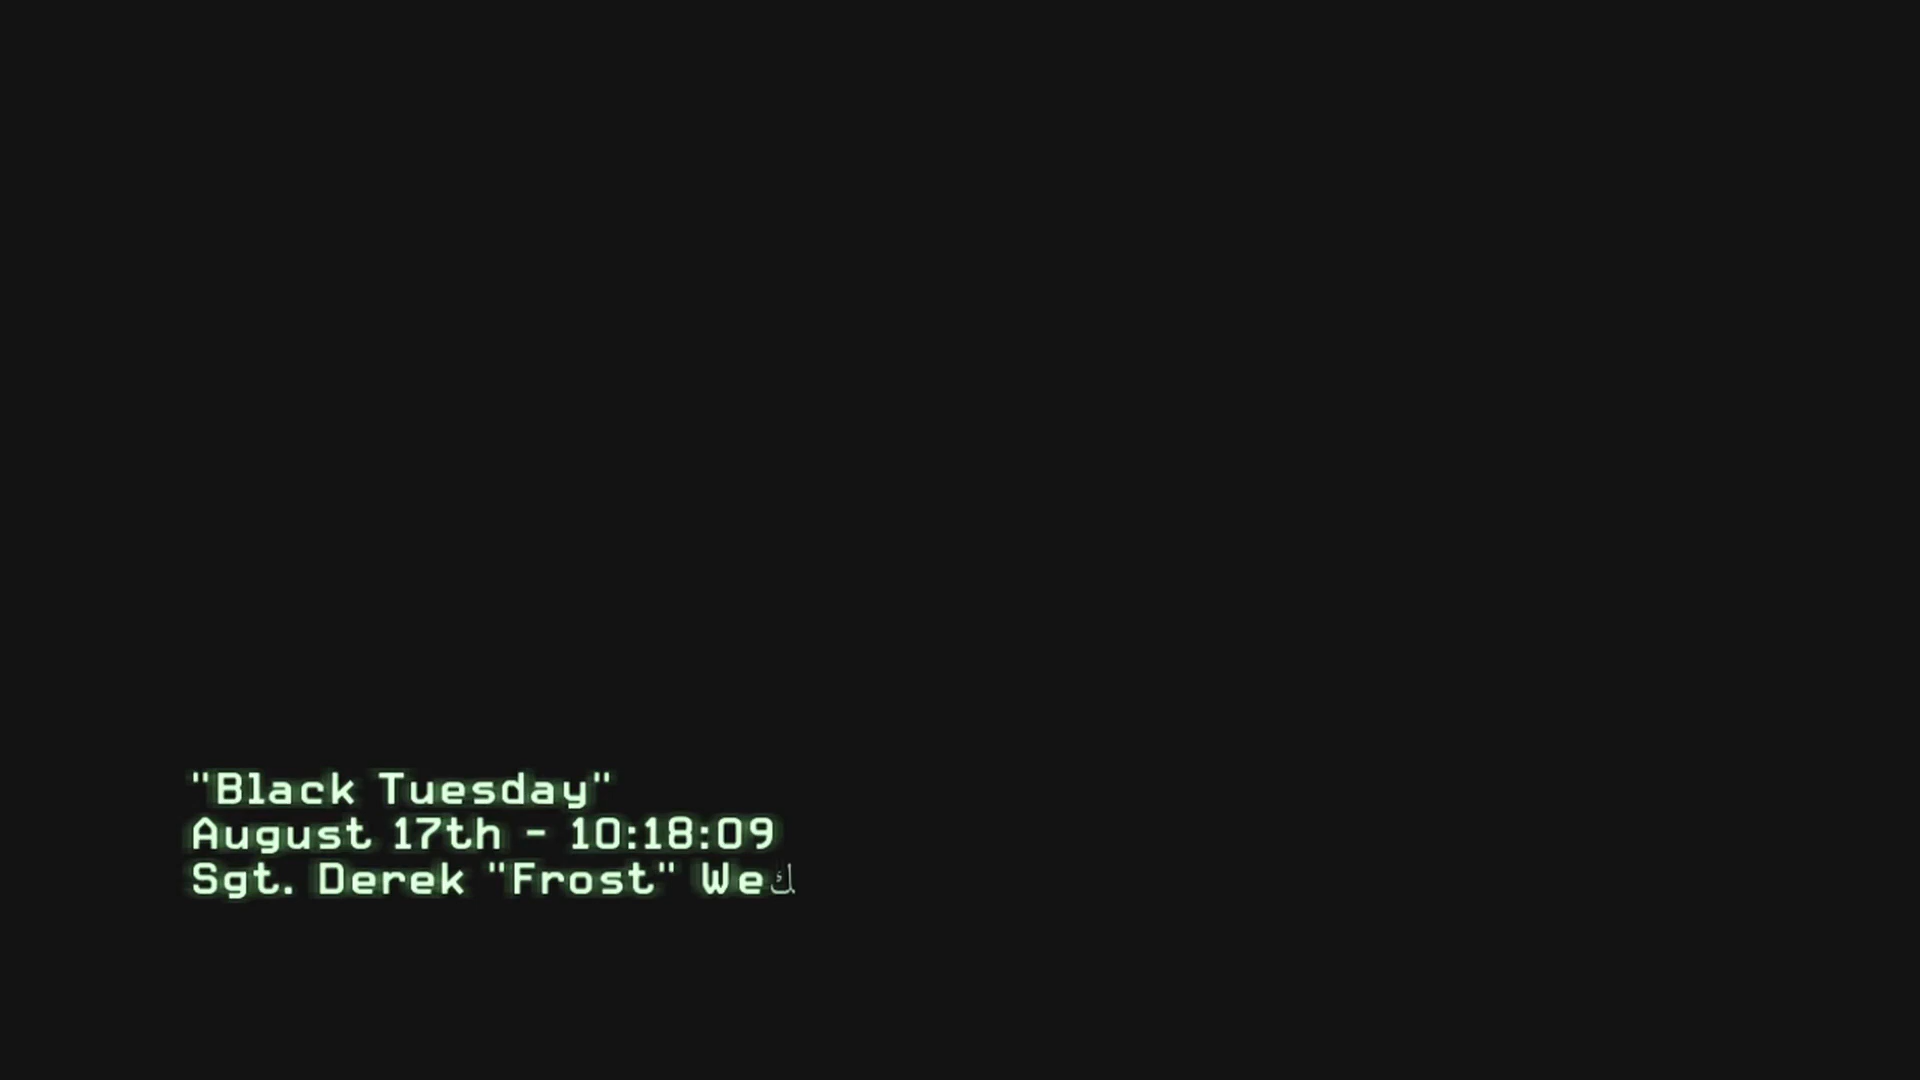 "Black Tuesday"
August 17th - 10:18:09
Sgt. Derek "Frost" We